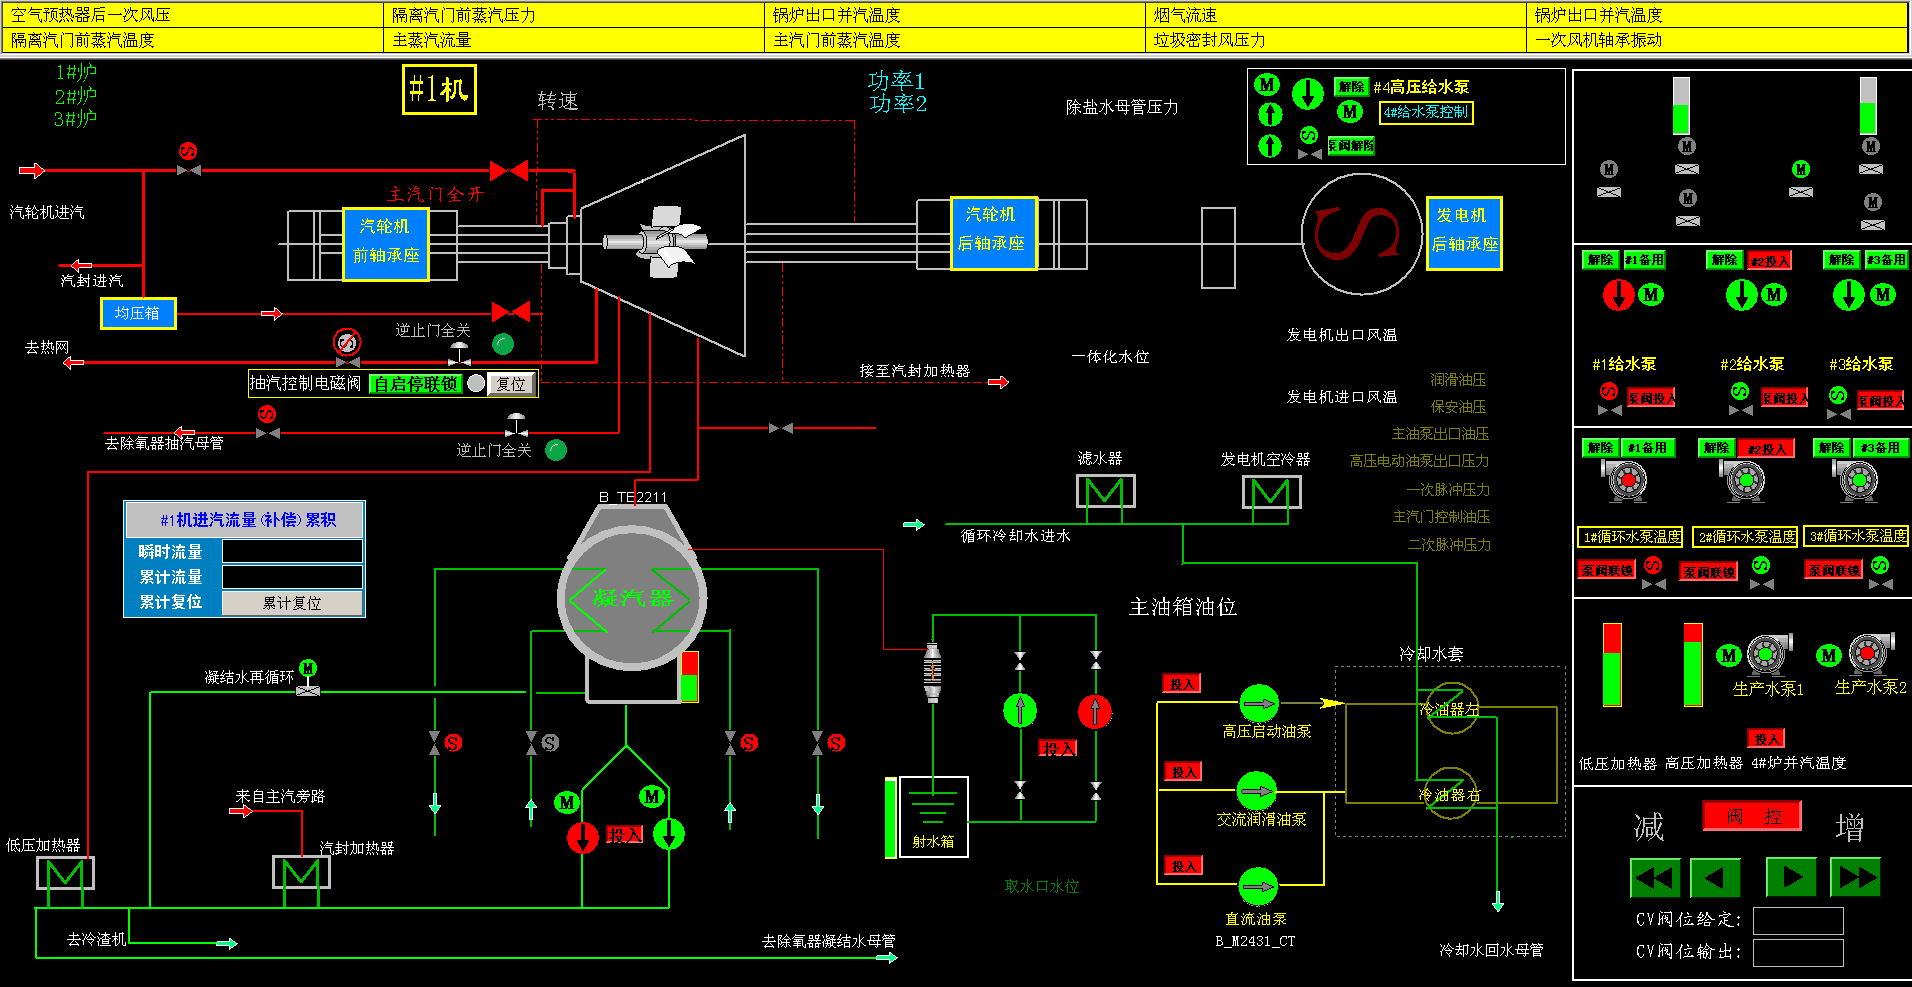 空气预热器后一次风压
隔离汽门前蒸汽压力
锅炉出口并汽温度
烟气流速
锅炉出口并汽温度
隔离汽门前蒸汽温度
主蒸汽流量
主汽门前蒸汽温度
垃圾密封风压力
一次风机轴承振动
1#炉
2#炉
3#炉
#1机
转速
功率1
功率2
除盐水母管压力
M
解除
#4高压给水泵
M
4#给水泵控制
S
泵阀解除
S
主汽门全开
汽轮机进汽
汽轮机
前轴承座
汽轮机
后轴承座
S
发电机
后轴承座
汽封进汽
均压箱
去热网
S
逆止门全关
抽汽控制电磁阀
自启停联锁
复位
接至汽封加热器
一体化水位
发电机出口风温
发电机进口风温
S
去除氧器抽汽母管
逆止门全关
润滑油压
保安油压
主油泵出口油压
高压电动油泵出口压力
一次脉冲压力
主汽门控制油压
二次脉冲压力
滤水器
发电机空冷器
循环冷却水进水
B_TE2211
#1机进汽流量(补偿)累积
瞬时流量
累计流量
累计复位
累计复位
凝汽器
主油箱油位
冷却水套
凝结水再循环
M
S
S
S
S
投入
高压启动油泵
冷油器左
投入
交流润滑油泵
冷油器右
投入
直流油泵
B_M2431_CT
来自主汽旁路
M
M
投入
投入
射水箱
取水口水位
低压加热器
汽封加热器
去冷渣机
去除氧器凝结水母管
冷却水回水母管
M
M
M
M
M
M
解除
#1备用
解除
#2投入
解除
#3备用
M
M
M
#1给水泵
#2给水泵
#3给水泵
S
泵阀投入
S
泵阀投入
S
泵阀投入
解除
#1备用
解除
#2投入
解除
#3备用
1#循环水泵温度
2#循环水泵温度
3#循环水泵温度
泵阀联锁
S
泵阀联锁
S
泵阀联锁
S
M
生产水泵1
M
生产水泵2
投入
低压加热器
高压加热器
4#炉并汽温度
减
阀 控
增
CV阀位给定:
CV阀位输出: